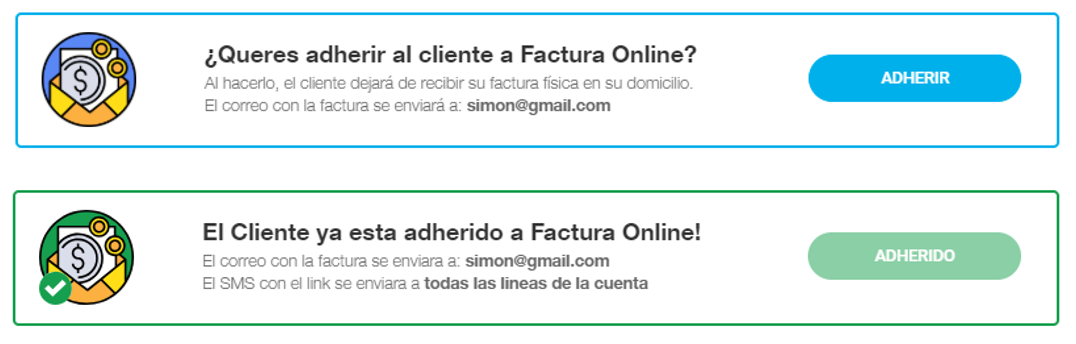 ¿Queres adherir al cliente a Factura Online?
Al hacerlo, el cliente dejará de recibir su factura física en su domicilio.
El correo con la factura se enviará a: simon@gmail.com
ADHERIR
El Cliente ya esta adherido a Factura Online!
El correo con la factura se enviara a: simon@gmail.com
El SMS con el link se enviara a todas las lineas de la cuenta
ADHERIDO